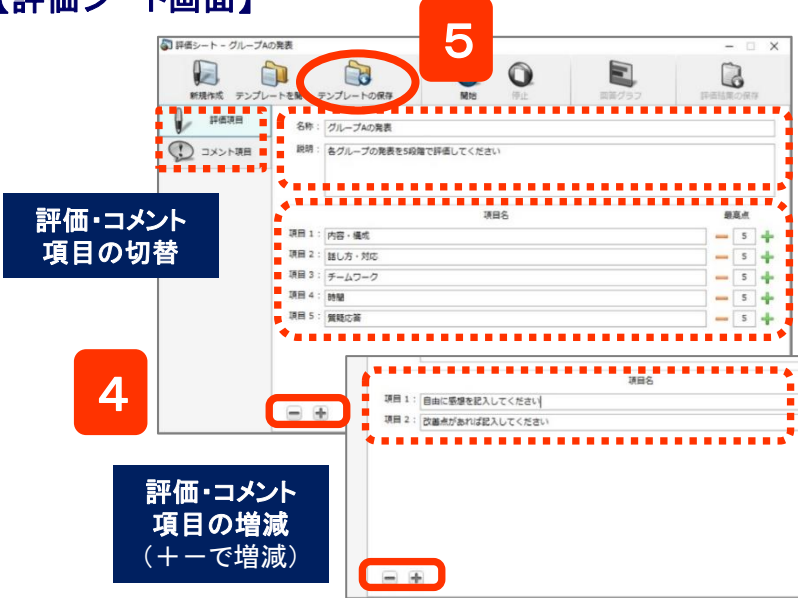 【評価シート画面】
5
評価シート - グループAの発表
新規作成 テンプレートを開 テンプレートの保存 開始 停止 回答グラフ 評価結果の保存
評価項目
コメント項目
名称： グループAの発表
説明： 各グループの発表を5段階で評価してください
項目名 最高点
項目 1： 内容・構成 5
項目 2： 話し方・対応 5
項目 3： チームワーク 5
項目 4： 時間 5
項目 5： 質疑応答 5
評価・コメント
項目の切替
4
項目名
項目 1： 自由に感想を記入してください
項目 2： 改善点があれば記入してください
評価・コメント
項目の増減
（＋－で増減）